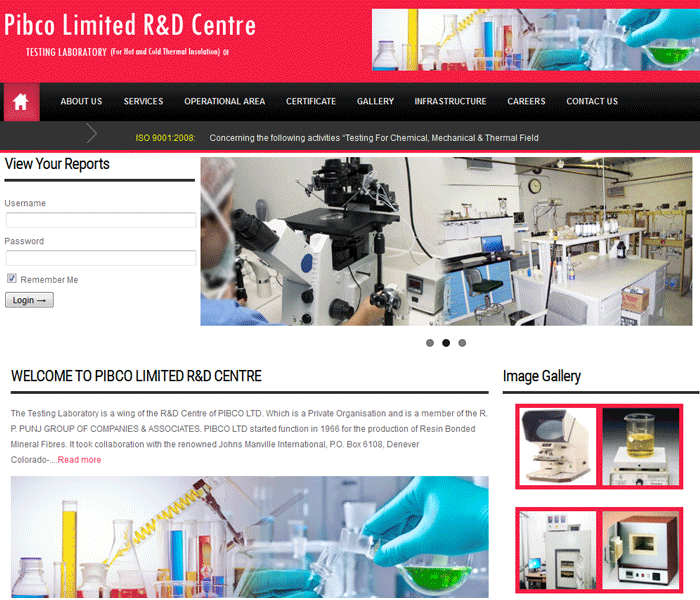 Pibco Limited R&D Centre
TESTING LABORATORY (For Hot and Cold Thermal Insulation) OI
ABOUT US SERVICES OPERATIONAL AREA CERTIFICATE GALLERY INFRASTRUCTURE CAREERS CONTACT US
ISO 9001:2008: Concerning the following activities “Testing For Chemical, Mechanical & Thermal Field
View Your Reports
Username
Password
Remember Me
Login →
WELCOME TO PIBCO LIMITED R&D CENTRE
Image Gallery
The Testing Laboratory is a wing of the R&D Centre of PIBCO LTD. Which is a Private Organisation and is a member of the R.
P. PUNJ GROUP OF COMPANIES & ASSOCIATES. PIBCO LTD started function in 1966 for the production of Resin Bonded
Mineral Fibres. It took collaboration with the renowned Johns Manville International, P.O. Box 6108, Denever
Colorado-....Read more